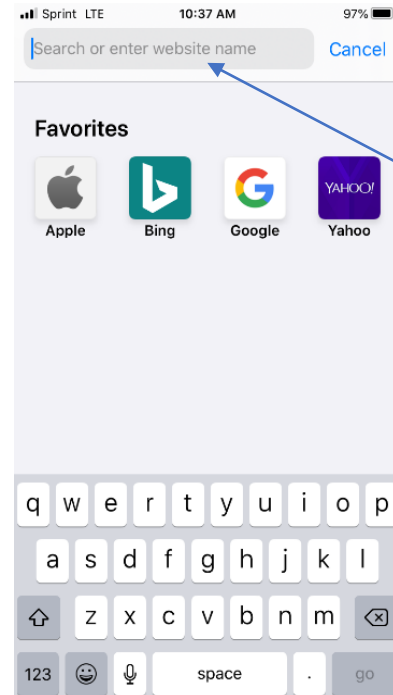 Sprint LTE 10:37 AM 97%
Search or enter website name Cancel
Favorites
YAHOO!
Apple Bing Google Yahoo
q w e r t y u i o p
a s d f g h j k l
z x c v b n m
123 space . go